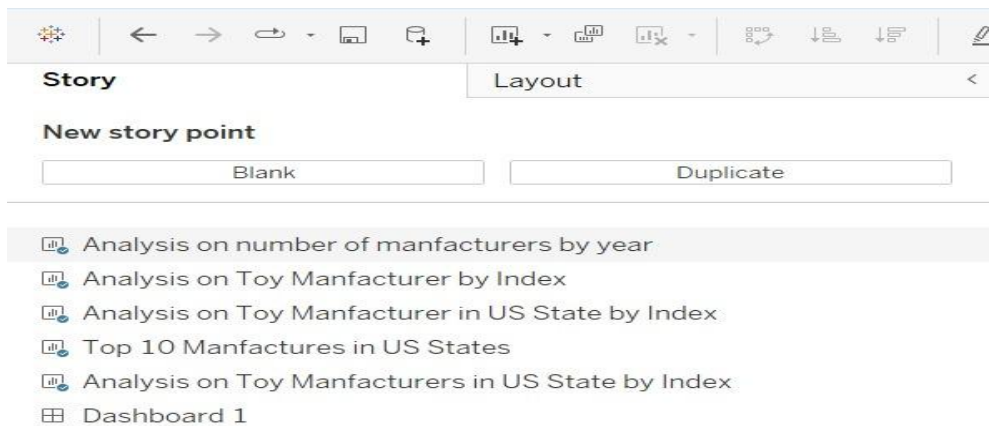 Story Layout <
New story point
Blank Duplicate
Analysis on number of manfacturers by year
Analysis on Toy Manfacturer by Index
Analysis on Toy Manfacturer in US State by Index
Top 10 Manfactures in US States
Analysis on Toy Manfacturers in US State by Index
Dashboard 1